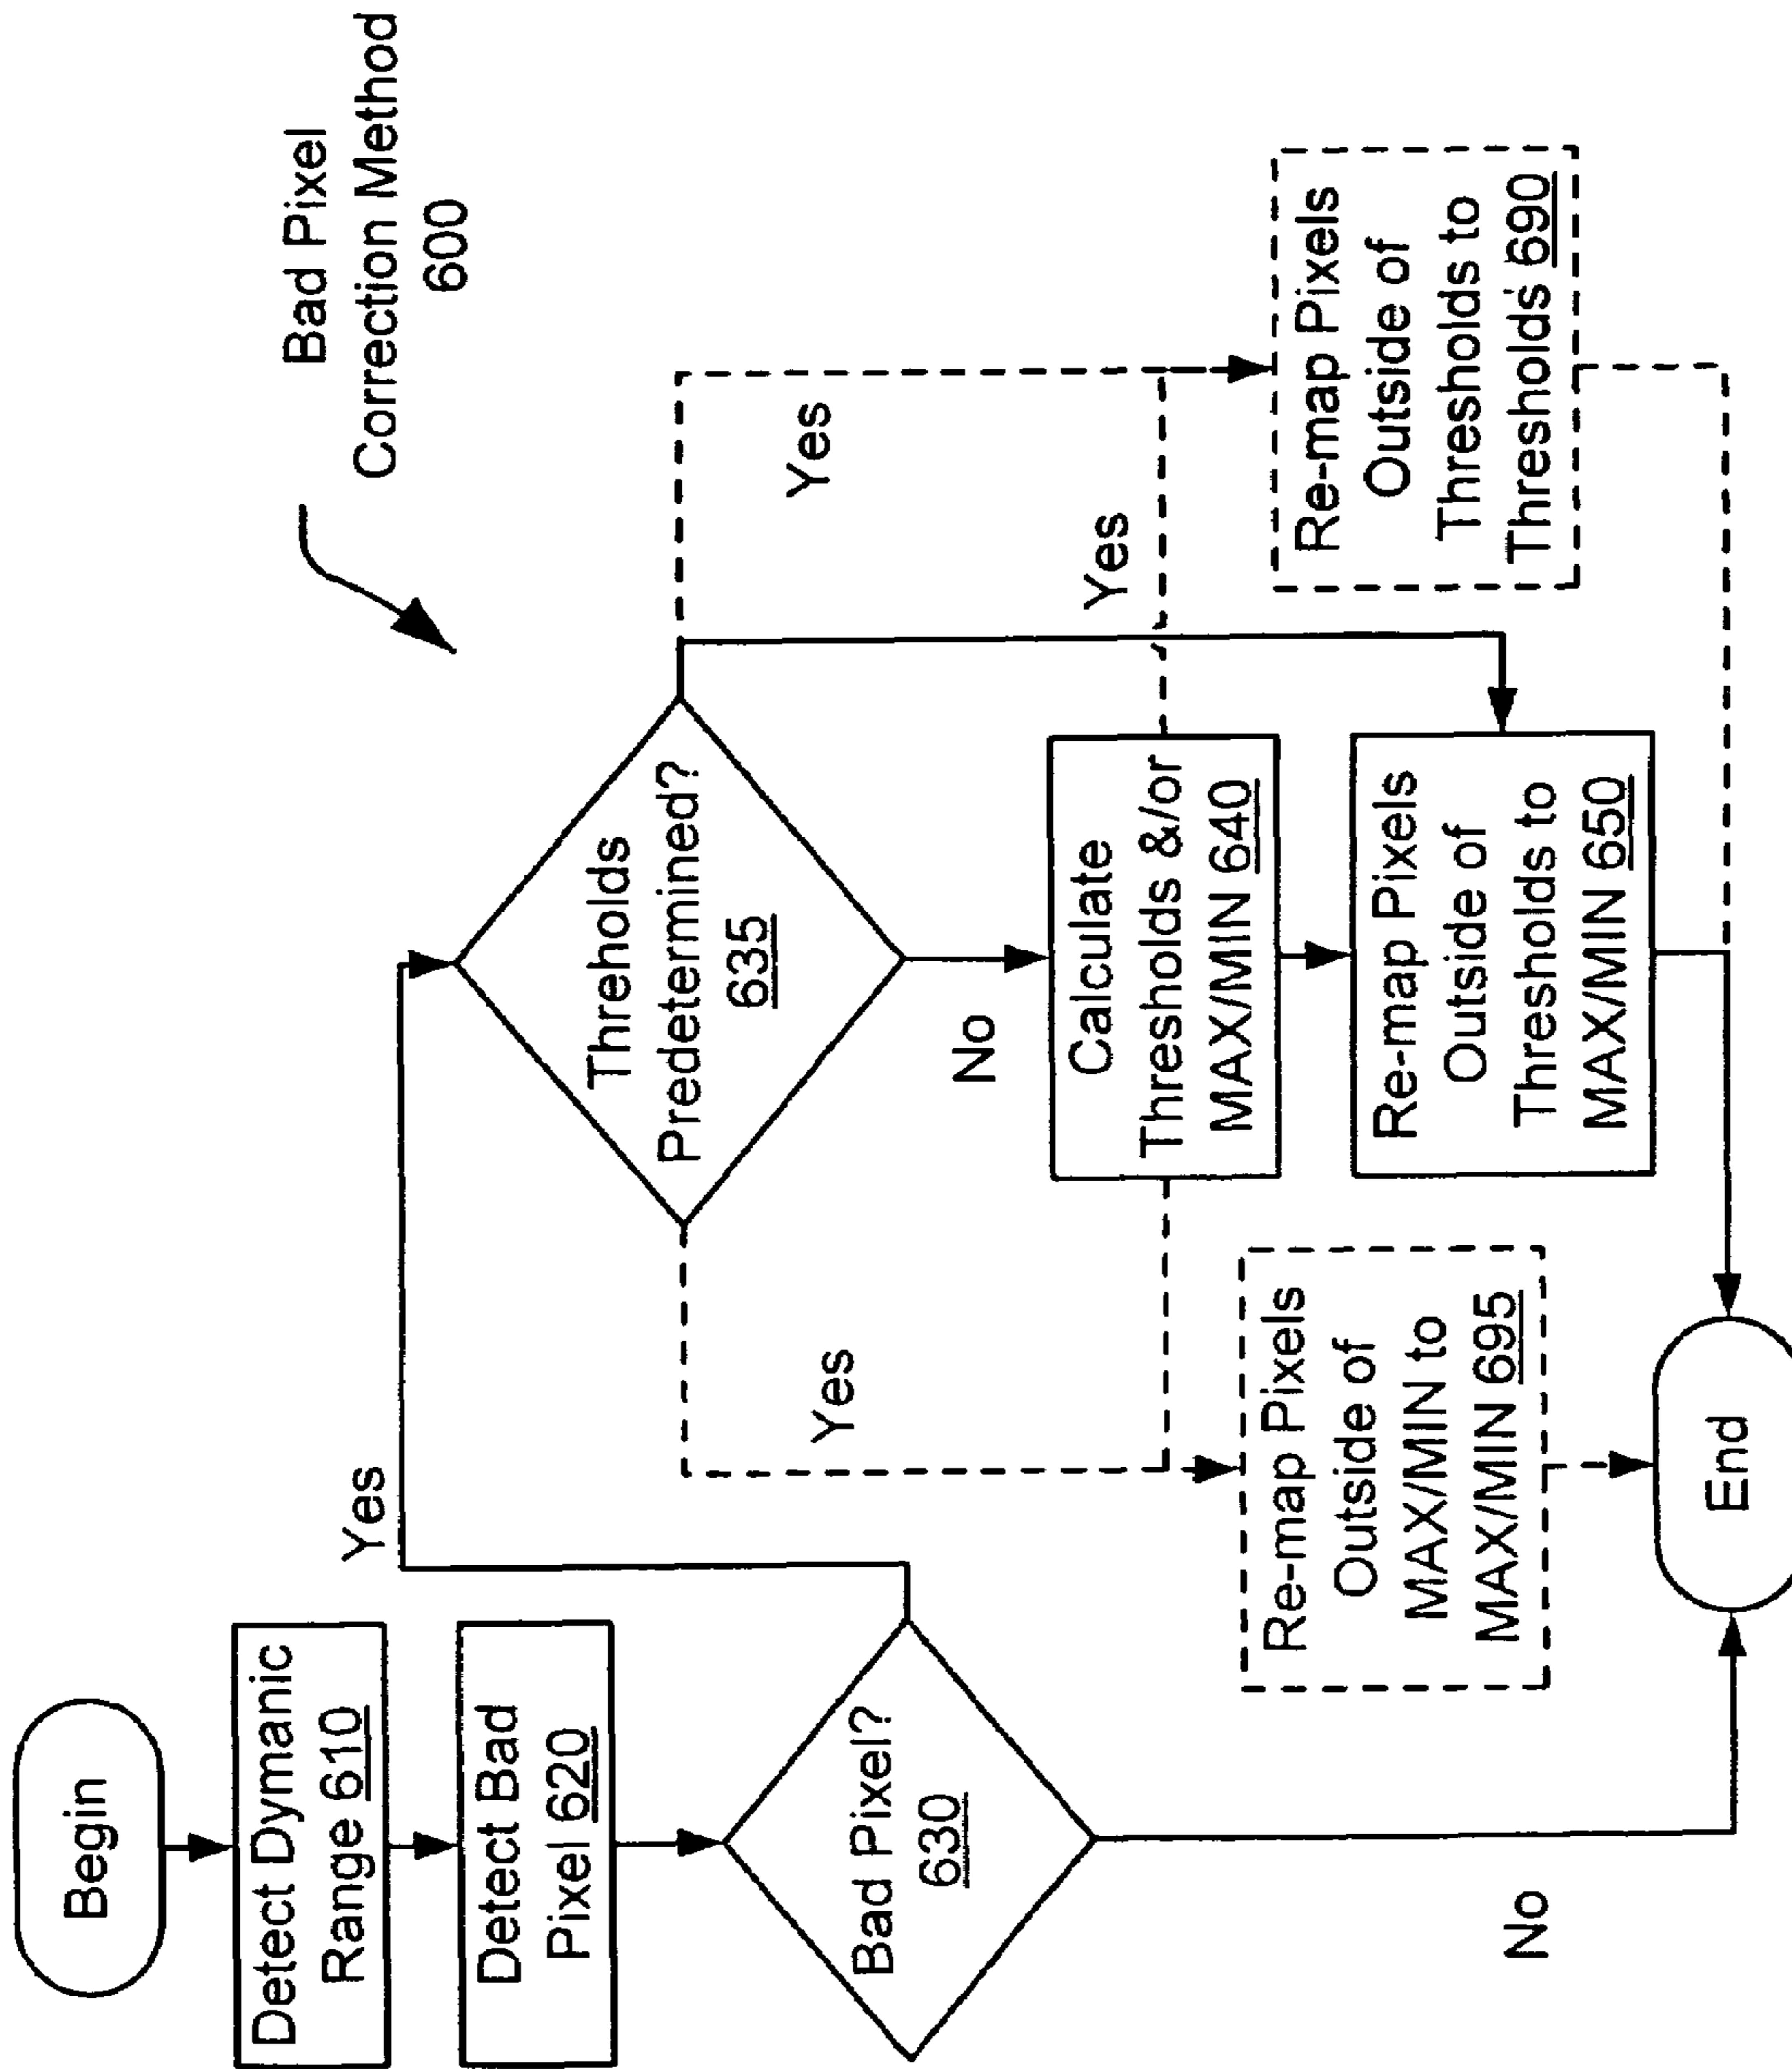 Bad Pixel
Correction Method
600
Begin
Detect Dymanic
Range 610
Detect Bad
Pixel 620
Bad Pixel?
630
Yes
No
Threholds
Predetermined?
635
Yes
No
Yes
Yes
Calculate
Thresholds &/or
MAX/MIN 640
Re-map Pixels
Outside of
Thresholds to
MAX/MIN 650
Re-map Pixels
Outside of
Thresholds to
Thresholds 690
Re-map Pixels
Outside of
MAX/MIN to
MAX/MIN 695
End